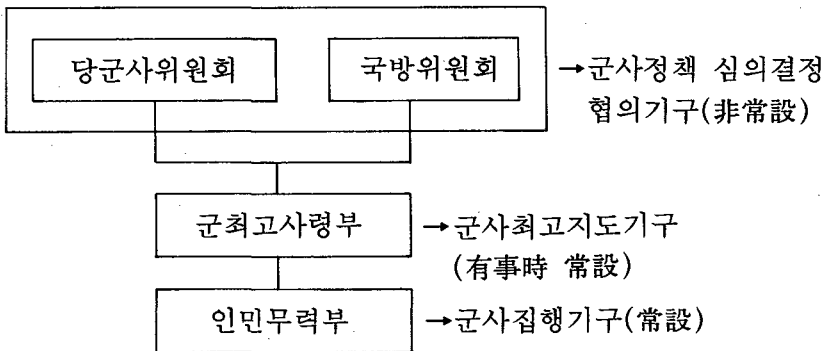 당군사위원회 국방위원회 →군사정책 심의결정
협의기구(非常設)
군최고사령부 →군사최고지도기구
(有事時 常設)
인민무력부 →군사집행기구(常設)